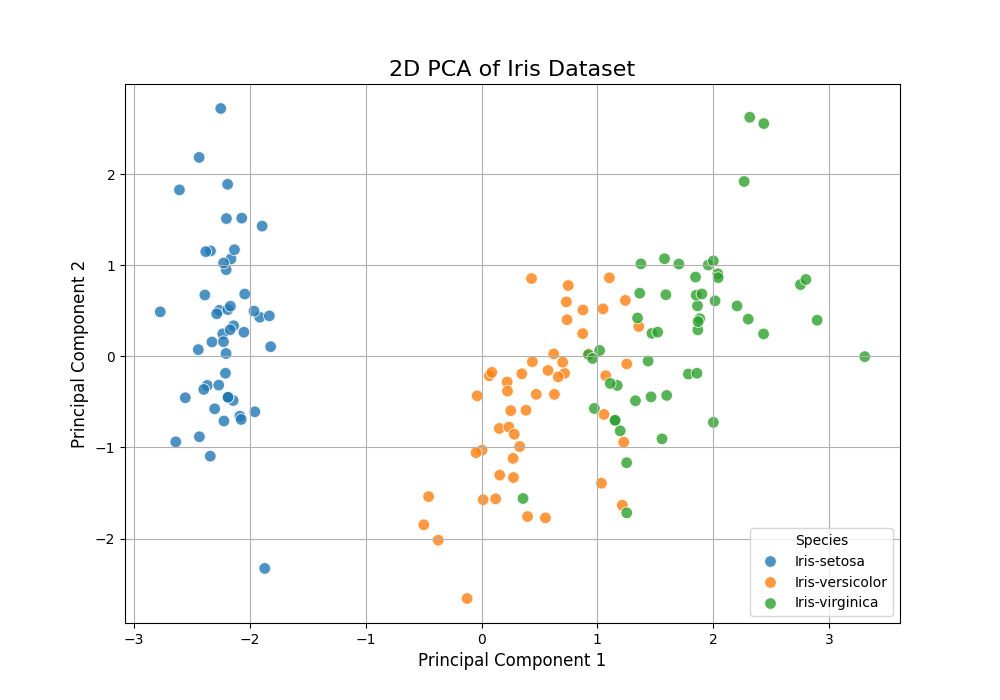 2D PCA of Iris Dataset
Principal Component 2
2
1
0
−1
−2
−3
−2
−1
0
1
2
3
Principal Component 1
Species
Iris-setosa
Iris-versicolor
Iris-virginica